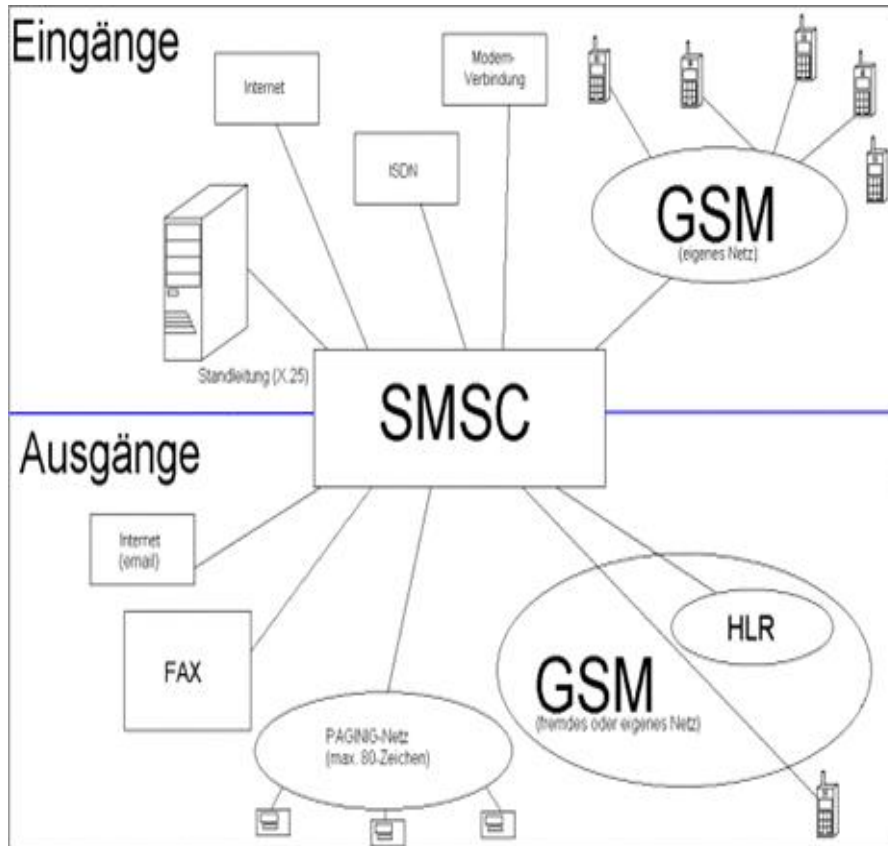 Eingänge
Internet
Modem-
Verbindung
ISDN
GSM
(eigenes Netz)
Standleitung (X.25)
SMSC
Ausgänge
Internet
(email)
FAX
PAGINIG-Netz
(max. 80-Zeichen)
HLR
GSM
(fremdes oder eigenes Netz)